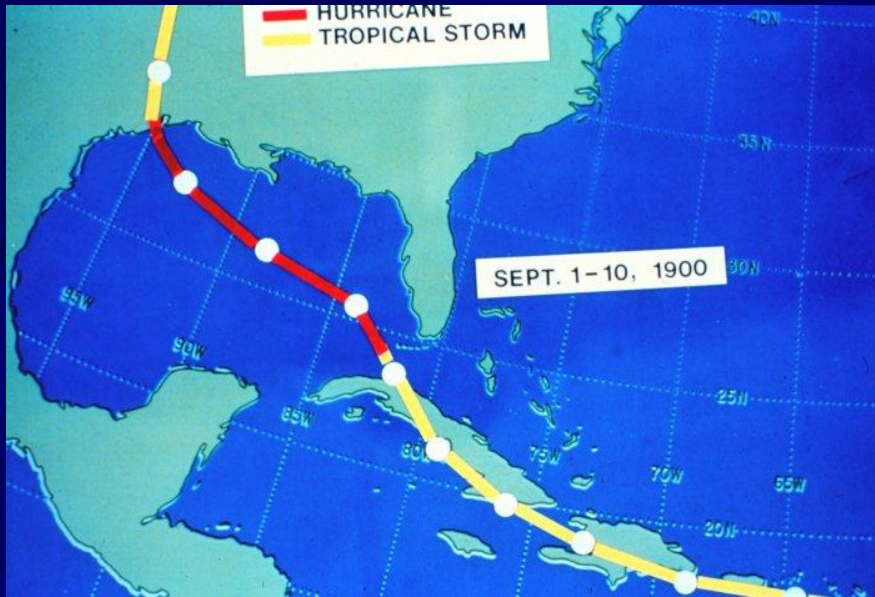 HURRICANE
TROPICAL STORM
40N
35N
SEPT. 1-10, 1900
30N
95W
90W
25N
85W
80W
75W
70W
65W
20N